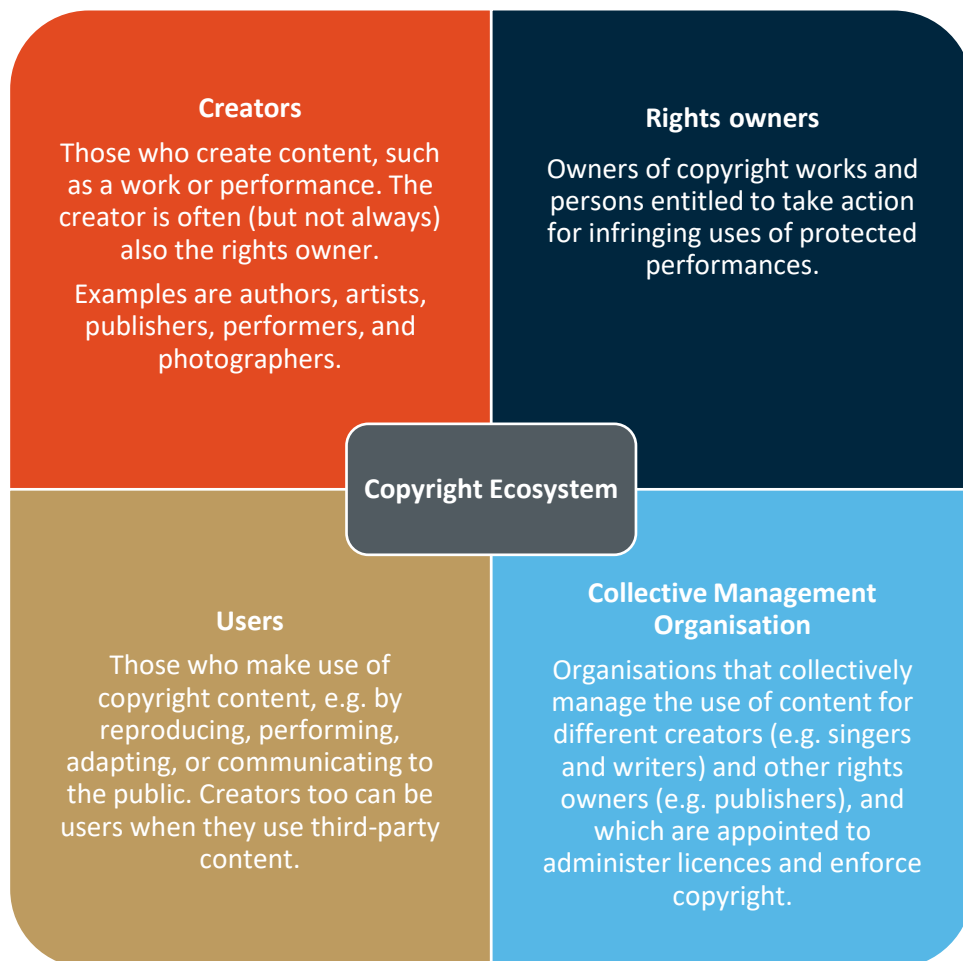 Creators
Those who create content, such
as a work or performance. The
creator is often (but not always)
also the rights owner.
Examples are authors, artists,
publishers, performers, and
photographers.
Rights owners
Owners of copyright works and
persons entitled to take action
for infringing uses of protected
performances.
Copyright Ecosystem
Users
Those who make use of
copyright content, e.g. by
reproducing, performing,
adapting, or communicating to
the public. Creators too can be
users when they use third-party
content.
Collective Management
Organisation
Organisations that collectively
manage the use of content for
different creators (e.g. singers
and writers) and other rights
owners (e.g. publishers), and
which are appointed to
administer licences and enforce
copyright.